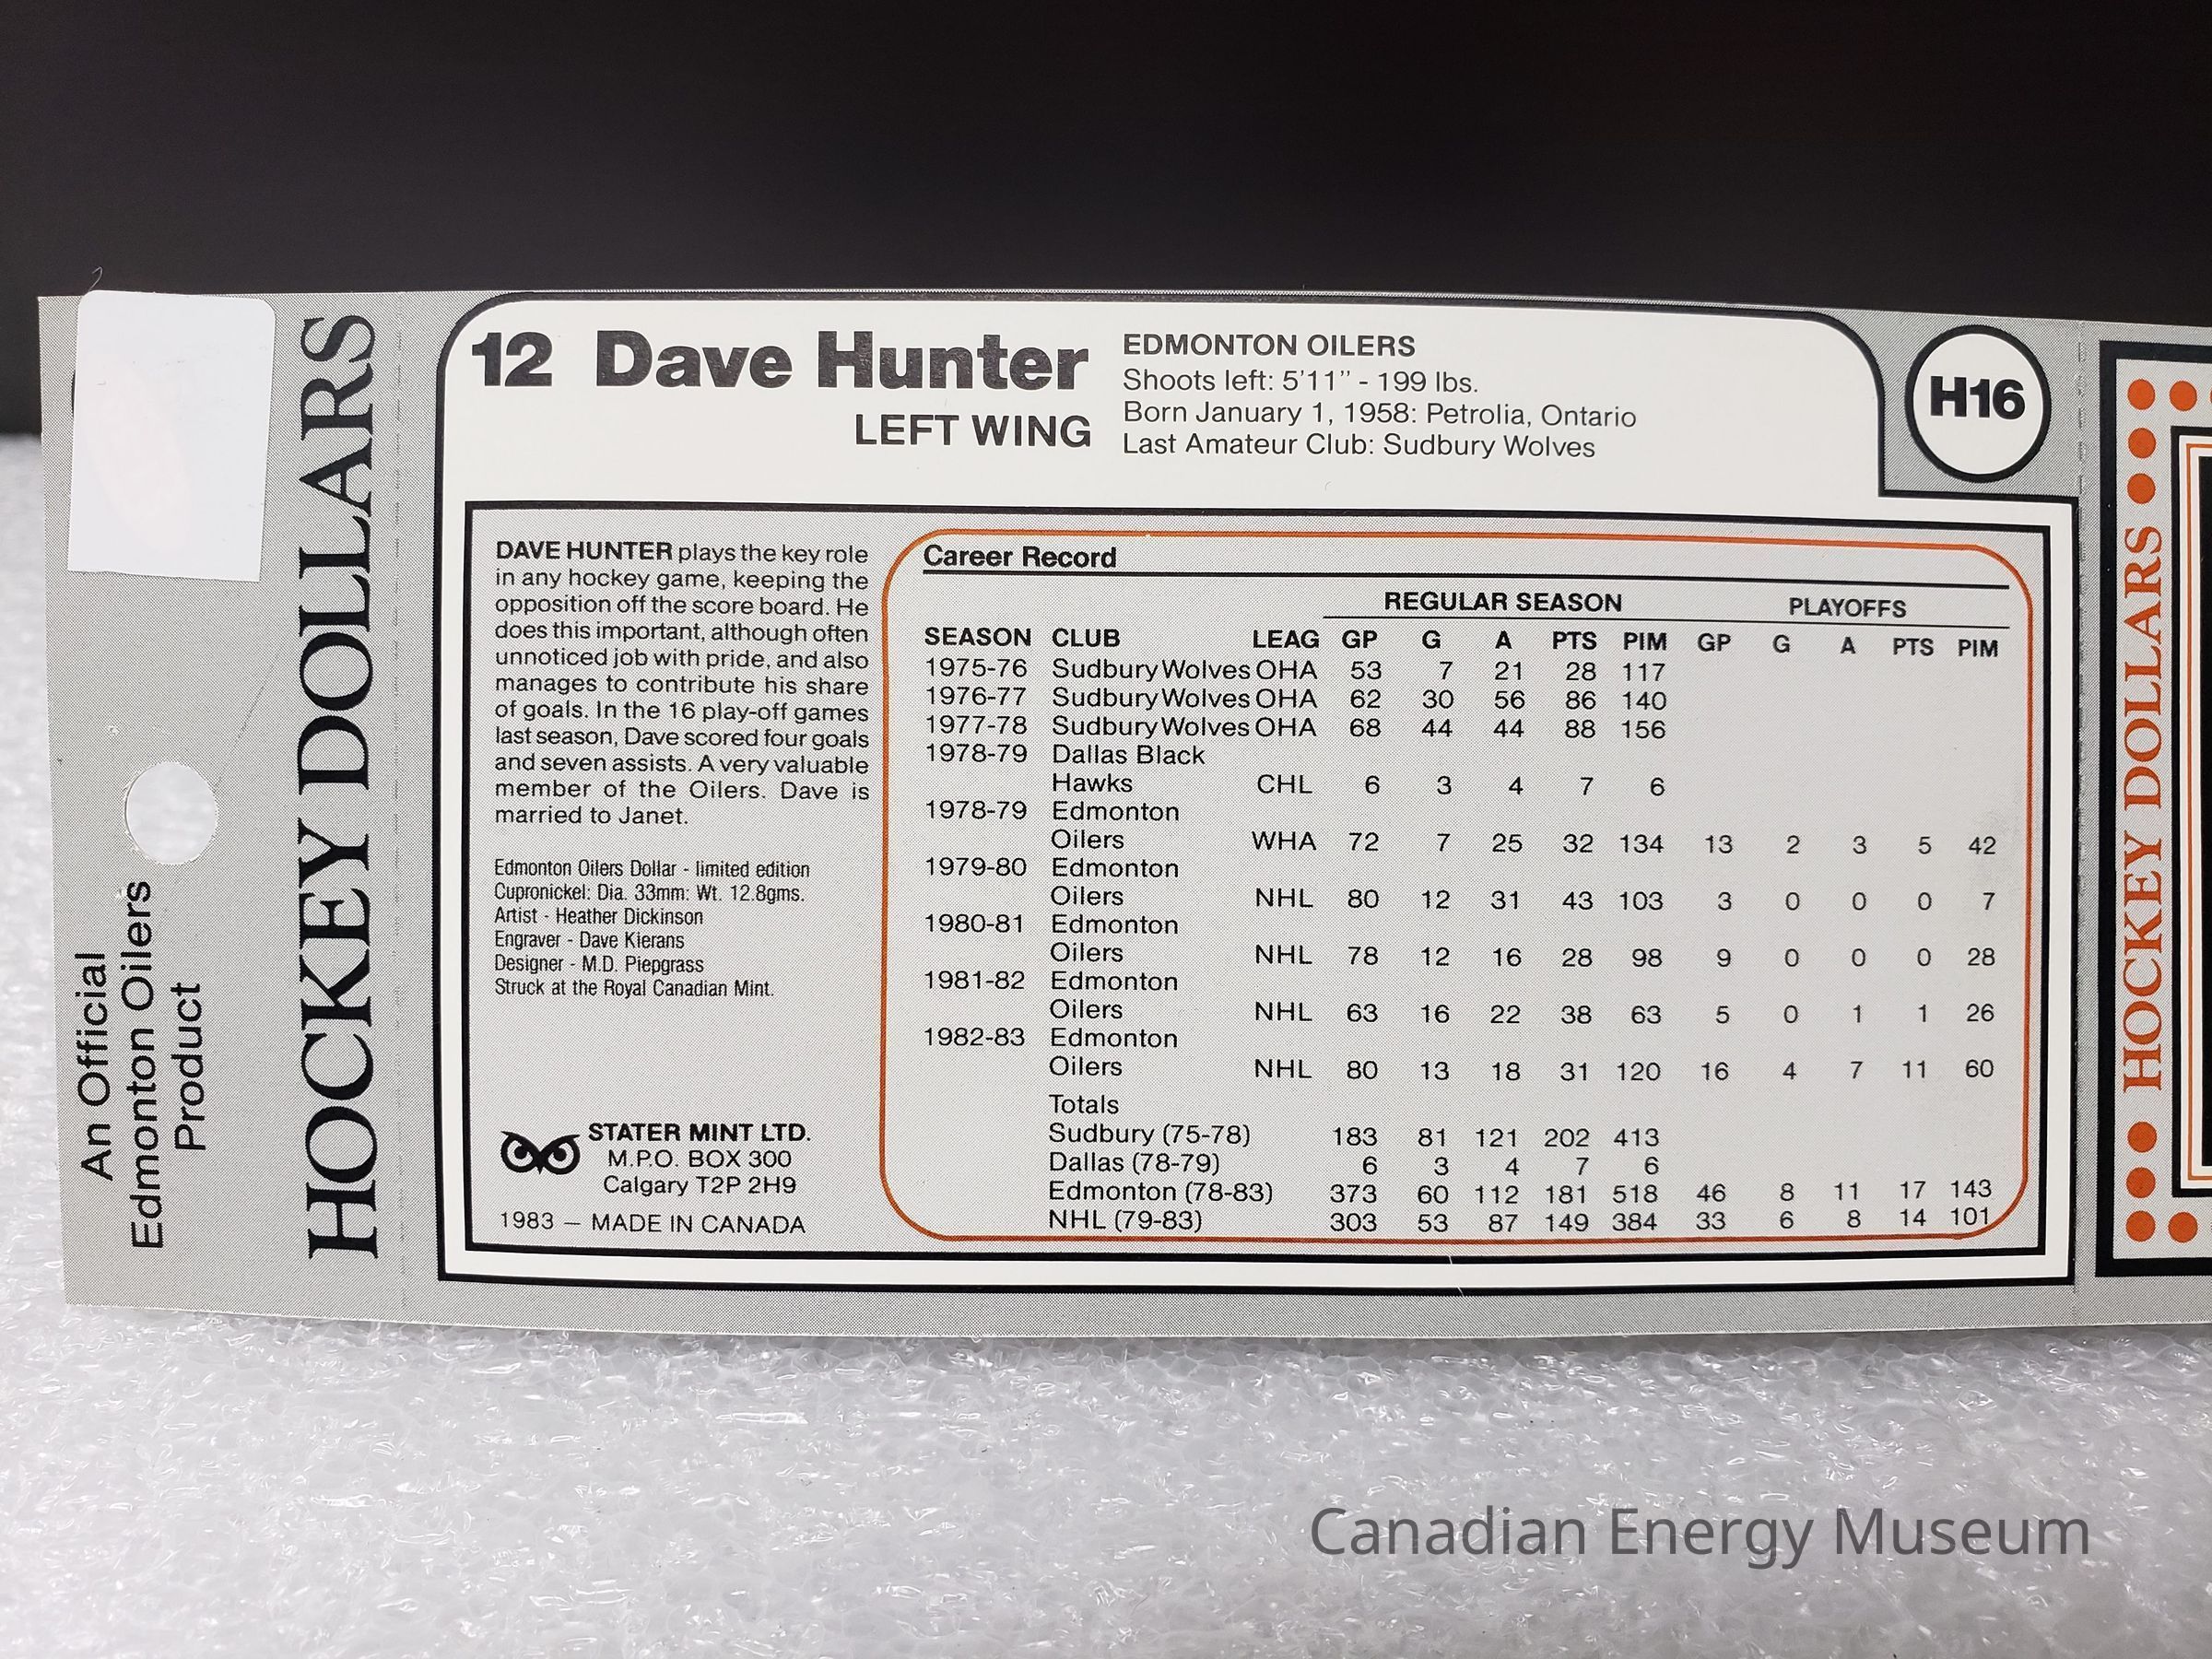 An Official
Edmonton Oilers
Product
HOCKEY DOLLARS
12 Dave Hunter
LEFT WING
EDMONTON OILERS
Shoots left: 5'11" - 199 lbs.
Born January 1, 1958: Petrolia, Ontario
Last Amateur Club: Sudbury Wolves
H16
DAVE HUNTER plays the key role
in any hockey game, keeping the
opposition off the score board. He
does this important, although often
unnoticed job with pride, and also
manages to contribute his share
of goals. In the 16 play-off games
last season, Dave scored four goals
and seven assists. A very valuable
member of the Oilers. Dave is
married to Janet.
Edmonton Oilers Dollar - limited edition
Cupronickel: Dia. 33mm: Wt. 12.8gms.
Artist - Heather Dickinson
Engraver - Dave Kierans
Designer - M.D. Piepgrass
Struck at the Royal Canadian Mint.
STATER MINT LTD.
M.P.O. BOX 300
Calgary T2P 2H9
1983 — MADE IN CANADA
Career Record
REGULAR SEASON PLAYOFFS
SEASON CLUB LEAG GP G A PTS PIM GP G A PTS PIM
1975-76 Sudbury Wolves OHA 53 7 21 28 117
1976-77 Sudbury Wolves OHA 62 30 56 86 140
1977-78 Sudbury Wolves OHA 68 44 44 88 156
1978-79 Dallas Black
Hawks CHL 6 3 4 7 6
1978-79 Edmonton
Oilers WHA 72 7 25 32 134 13 2 3 5 42
1979-80 Edmonton
Oilers NHL 80 12 31 43 103 3 0 0 0 7
1980-81 Edmonton
Oilers NHL 78 12 16 28 98 9 0 0 0 28
1981-82 Edmonton
Oilers NHL 63 16 22 38 63 5 0 1 1 26
1982-83 Edmonton
Oilers NHL 80 13 18 31 120 16 4 7 11 60
Totals
Sudbury (75-78) 183 81 121 202 413
Dallas (78-79) 6 3 4 7 6
Edmonton (78-83) 373 60 112 181 518 46 8 11 17 143
NHL (79-83) 303 53 87 149 384 33 6 8 14 101
HOCKEY DOLLARS
Canadian Energy Museum